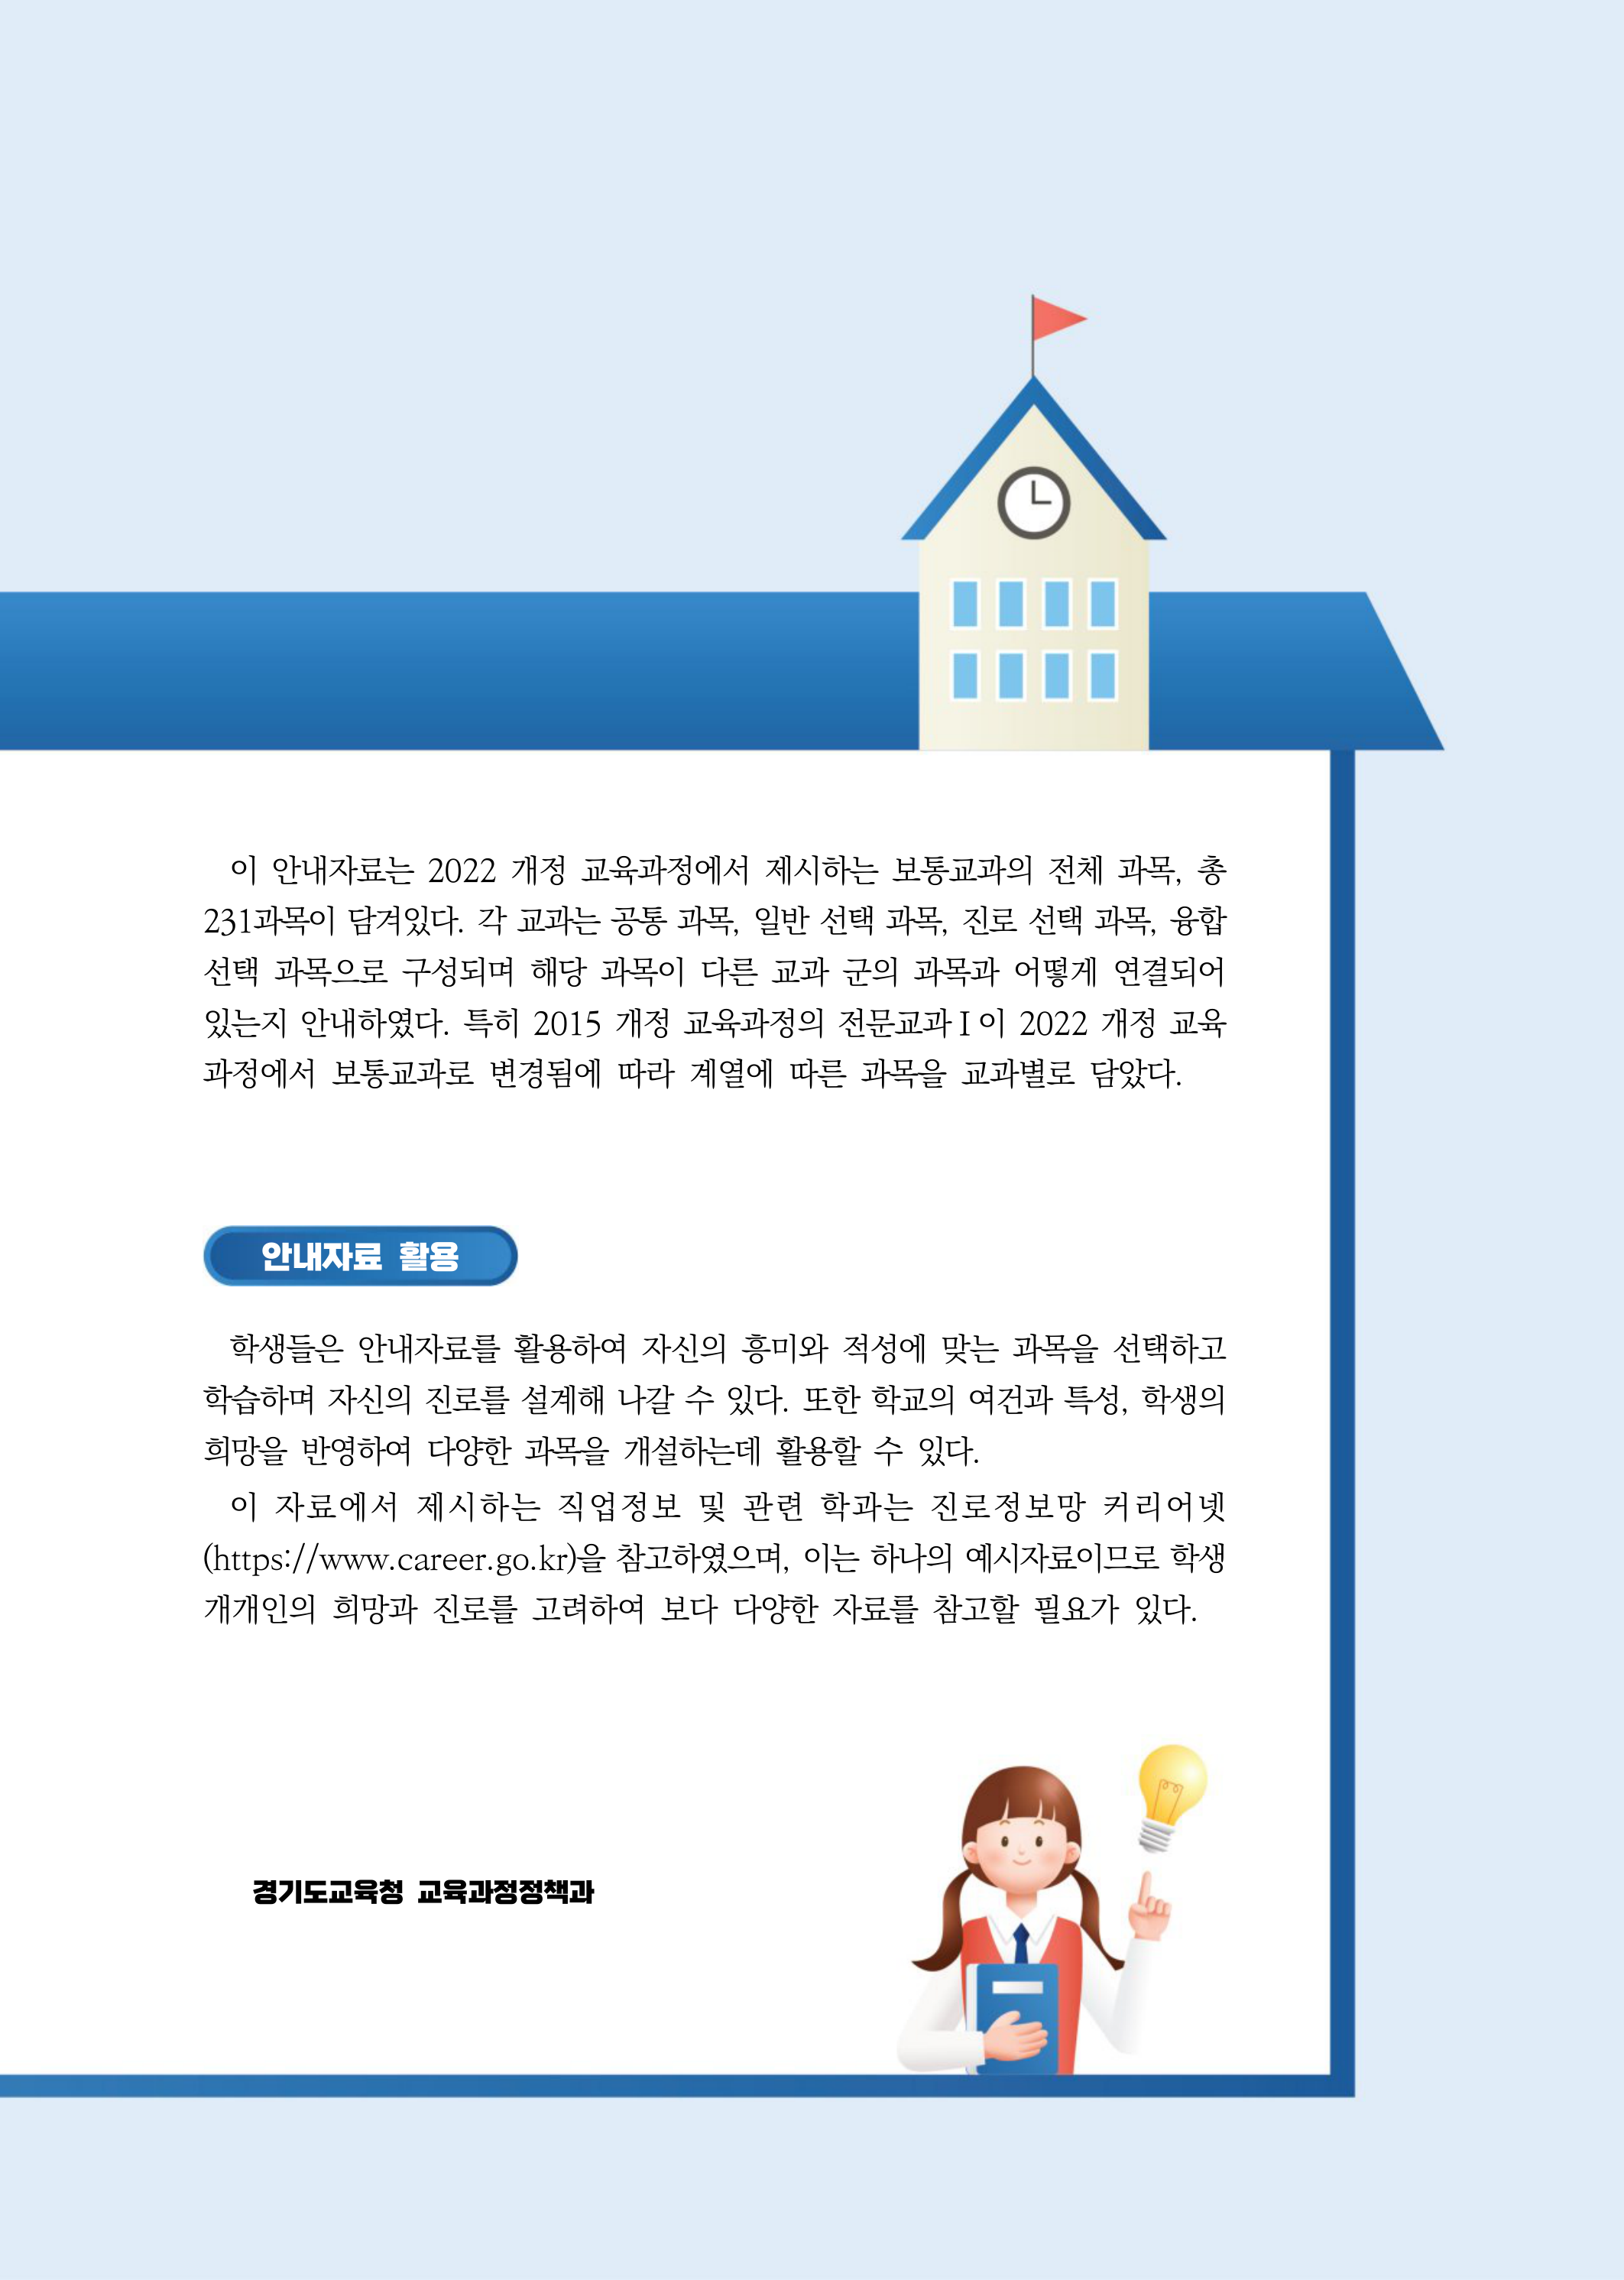 이 안내자료는 2022 개정 교육과정에서 제시하는 보통교과의 전체 과목, 총
231과목이 담겨있다. 각 교과는 공통 과목, 일반 선택 과목, 진로 선택 과목, 융합
선택 과목으로 구성되며 해당 과목이 다른 교과 군의 과목과 어떻게 연결되어
있는지 안내하였다. 특히 2015 개정 교육과정의 전문교과Ⅰ이 2022 개정 교육
과정에서 보통교과로 변경됨에 따라 계열에 따른 과목을 교과별로 담았다.
안내자료 활용
학생들은 안내자료를 활용하여 자신의 흥미와 적성에 맞는 과목을 선택하고
학습하며 자신의 진로를 설계해 나갈 수 있다. 또한 학교의 여건과 특성, 학생의
희망을 반영하여 다양한 과목을 개설하는데 활용할 수 있다.
이 자료에서 제시하는 직업정보 및 관련 학과는 진로정보망 커리어넷
(https://www.career.go.kr)을 참고하였으며, 이는 하나의 예시자료이므로 학생
개개인의 희망과 진로를 고려하여 보다 다양한 자료를 참고할 필요가 있다.
경기도교육청 교육과정정책과